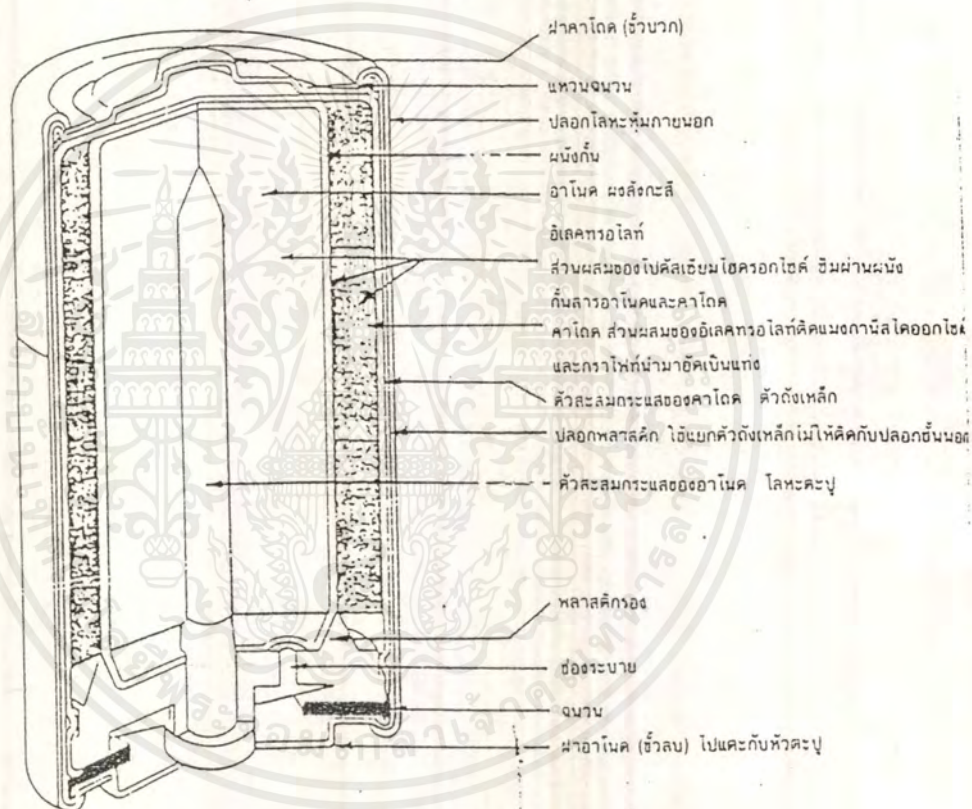 ฝาคาโถด (ขั้วบวก)
แหวนฉนวน
ปลอกโลหะหุ้มภายนอก
ผนังกั้น
อาโนด ผงสังกะสี
อิเลคทรอไลท์
ส่วนผสมของโปตัสเซียมไฮดรอกไซด์ ซึมผ่านผนัง
กั้นสารอาโนดและคาโถด
คาโถด ส่วนผสมของอิเลคทรอไลท์ติดแมงกานีสไดออกไซด์
และกราไฟท์นำมาอัดเป็นแท่ง
ตัวสะสมกระแสของคาโถด ตัวถังเหล็ก
ปลอกพลาสติก ใช้แยกตัวถังเหล็กไม่ให้ติดกับปลอกชั้นนอก
ตัวสะสมกระแสของอาโนด โลหะตะปู
พลาสติกรอง
ช่องระบาย
ฉนวน
ฝาอาโนด (ขั้วลบ) ไปแตะกับหัวตะปู